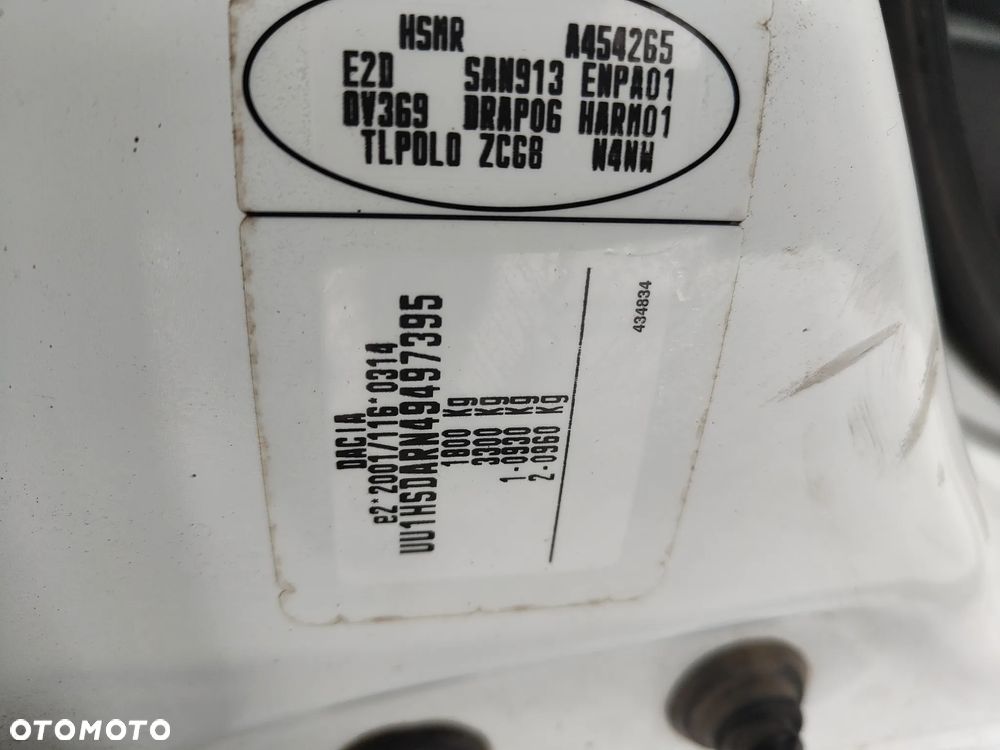 HSMR A454265
E2D SAN913 ENPA01
DV369 DRAP06 HARM01
TLPOLO ZCGB N4NW
DACIA
e2*2001/116*0314
UU1HSDARN49497395
1800 Kg
3300 Kg
1-0930 Kg
2-0960 Kg
434834
OTOMOTO